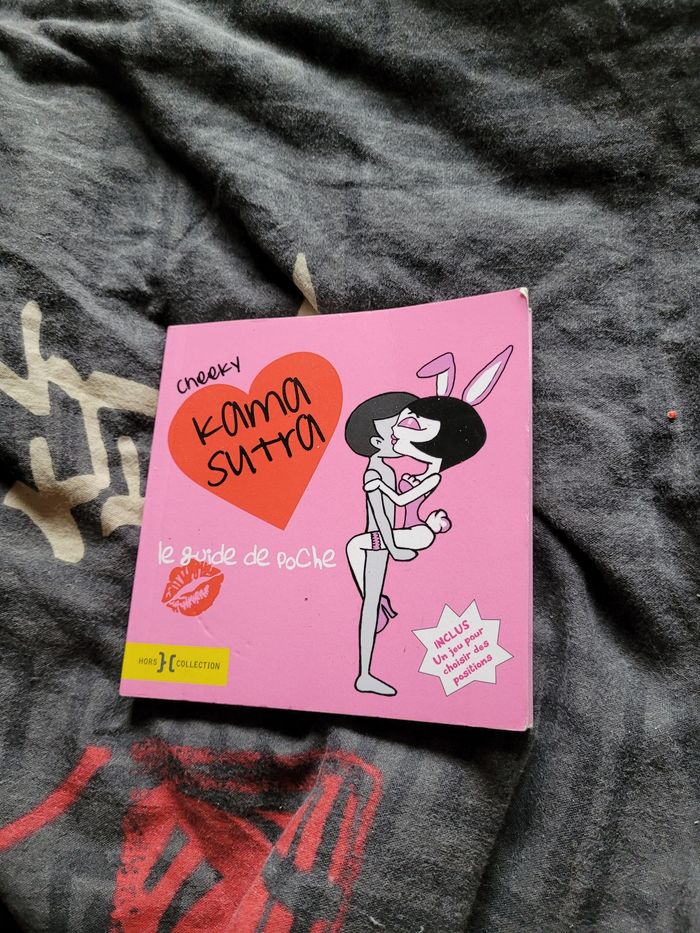 cheeky
Kama
sutra
le guide de poche
HORS COLLECTION
INCLUS
Un jeu pour
choisir des
positions